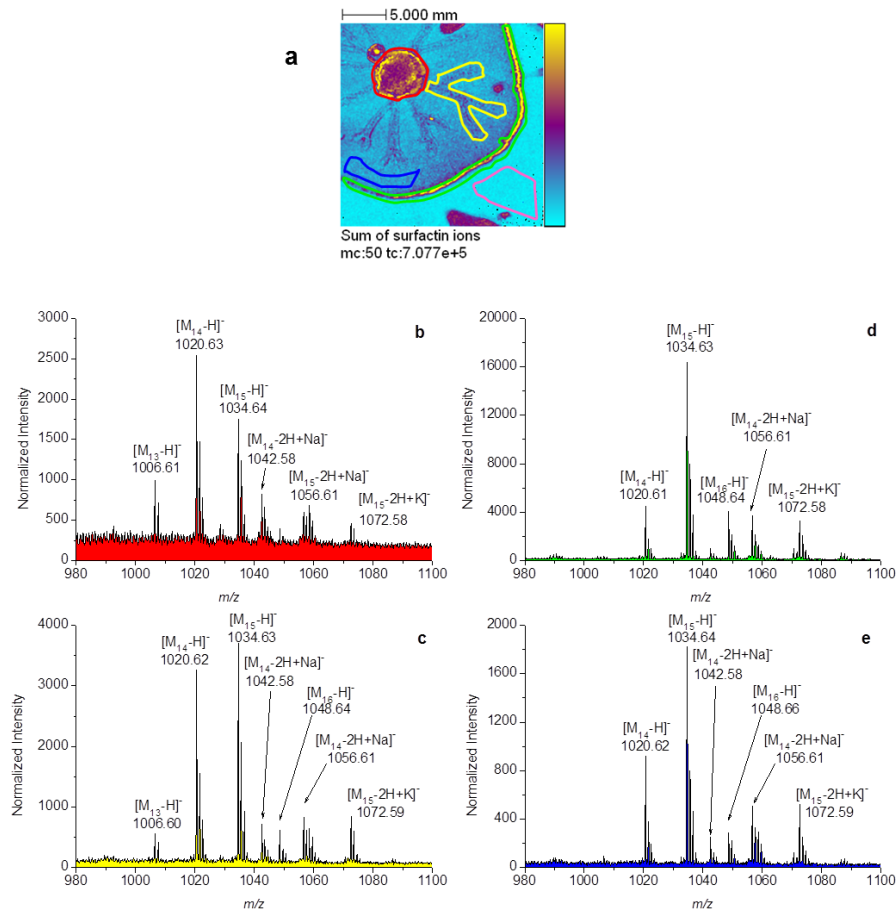 5.000 mm
a
Sum of surfactin ions
mc:50 tc:7.077e+5
b
3000
2500
2000
1500
1000
500
0
Normalized Intensity
[M13-H]-
1006.61
[M14-H]-
1020.63
[M15-H]-
1034.64
[M14-2H+Na]-
1042.58
[M15-2H+Na]-
1056.61
[M15-2H+K]-
1072.58
980 1000 1020 1040 1060 1080 1100
m/z
d
20000
16000
12000
8000
4000
0
Normalized Intensity
[M14-H]-
1020.61
[M15-H]-
1034.63
[M16-H]-
1048.64
[M14-2H+Na]-
1056.61
[M15-2H+K]-
1072.58
980 1000 1020 1040 1060 1080 1100
m/z
c
4000
3000
2000
1000
0
Normalized Intensity
[M13-H]-
1006.60
[M14-H]-
1020.62
[M15-H]-
1034.63
[M14-2H+Na]-
1042.58
[M16-H]-
1048.64
[M14-2H+Na]-
1056.61
[M15-2H+K]-
1072.59
980 1000 1020 1040 1060 1080 1100
m/z
e
2000
1600
1200
800
400
0
Normalized Intensity
[M14-H]-
1020.62
[M15-H]-
1034.64
[M14-2H+Na]-
1042.58
[M16-H]-
1048.66
[M14-2H+Na]-
1056.61
[M15-2H+K]-
1072.59
980 1000 1020 1040 1060 1080 1100
m/z